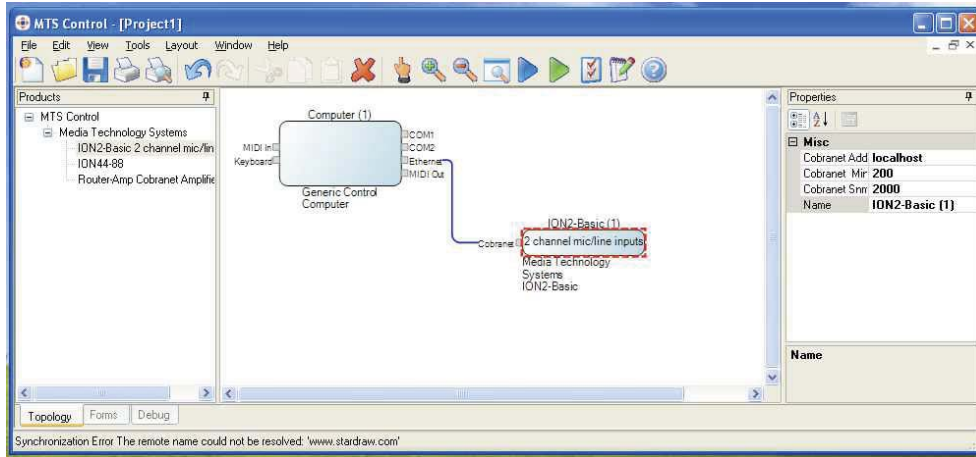 MTS Control - [Project1]
File Edit View Tools Layout Window Help
Products
MTS Control
Media Technology Systems
ION2-Basic 2 channel mic/lin
ION44-88
Router-Amp Cobranet Amplifie
Computer (1)
MIDI In
Keyboard
COM1
COM2
Ethernet
MIDI Out
Generic Control
Computer
ION2-Basic (1)
Cobranet
2 channel mic/line inputs
Media Technology
Systems
ION2-Basic
Properties
Misc
Cobranet Add localhost
Cobranet Mir 200
Cobranet Snm 2000
Name ION2-Basic (1)
Name
Topology Forms Debug
Synchronization Error The remote name could not be resolved: 'www.stardraw.com'